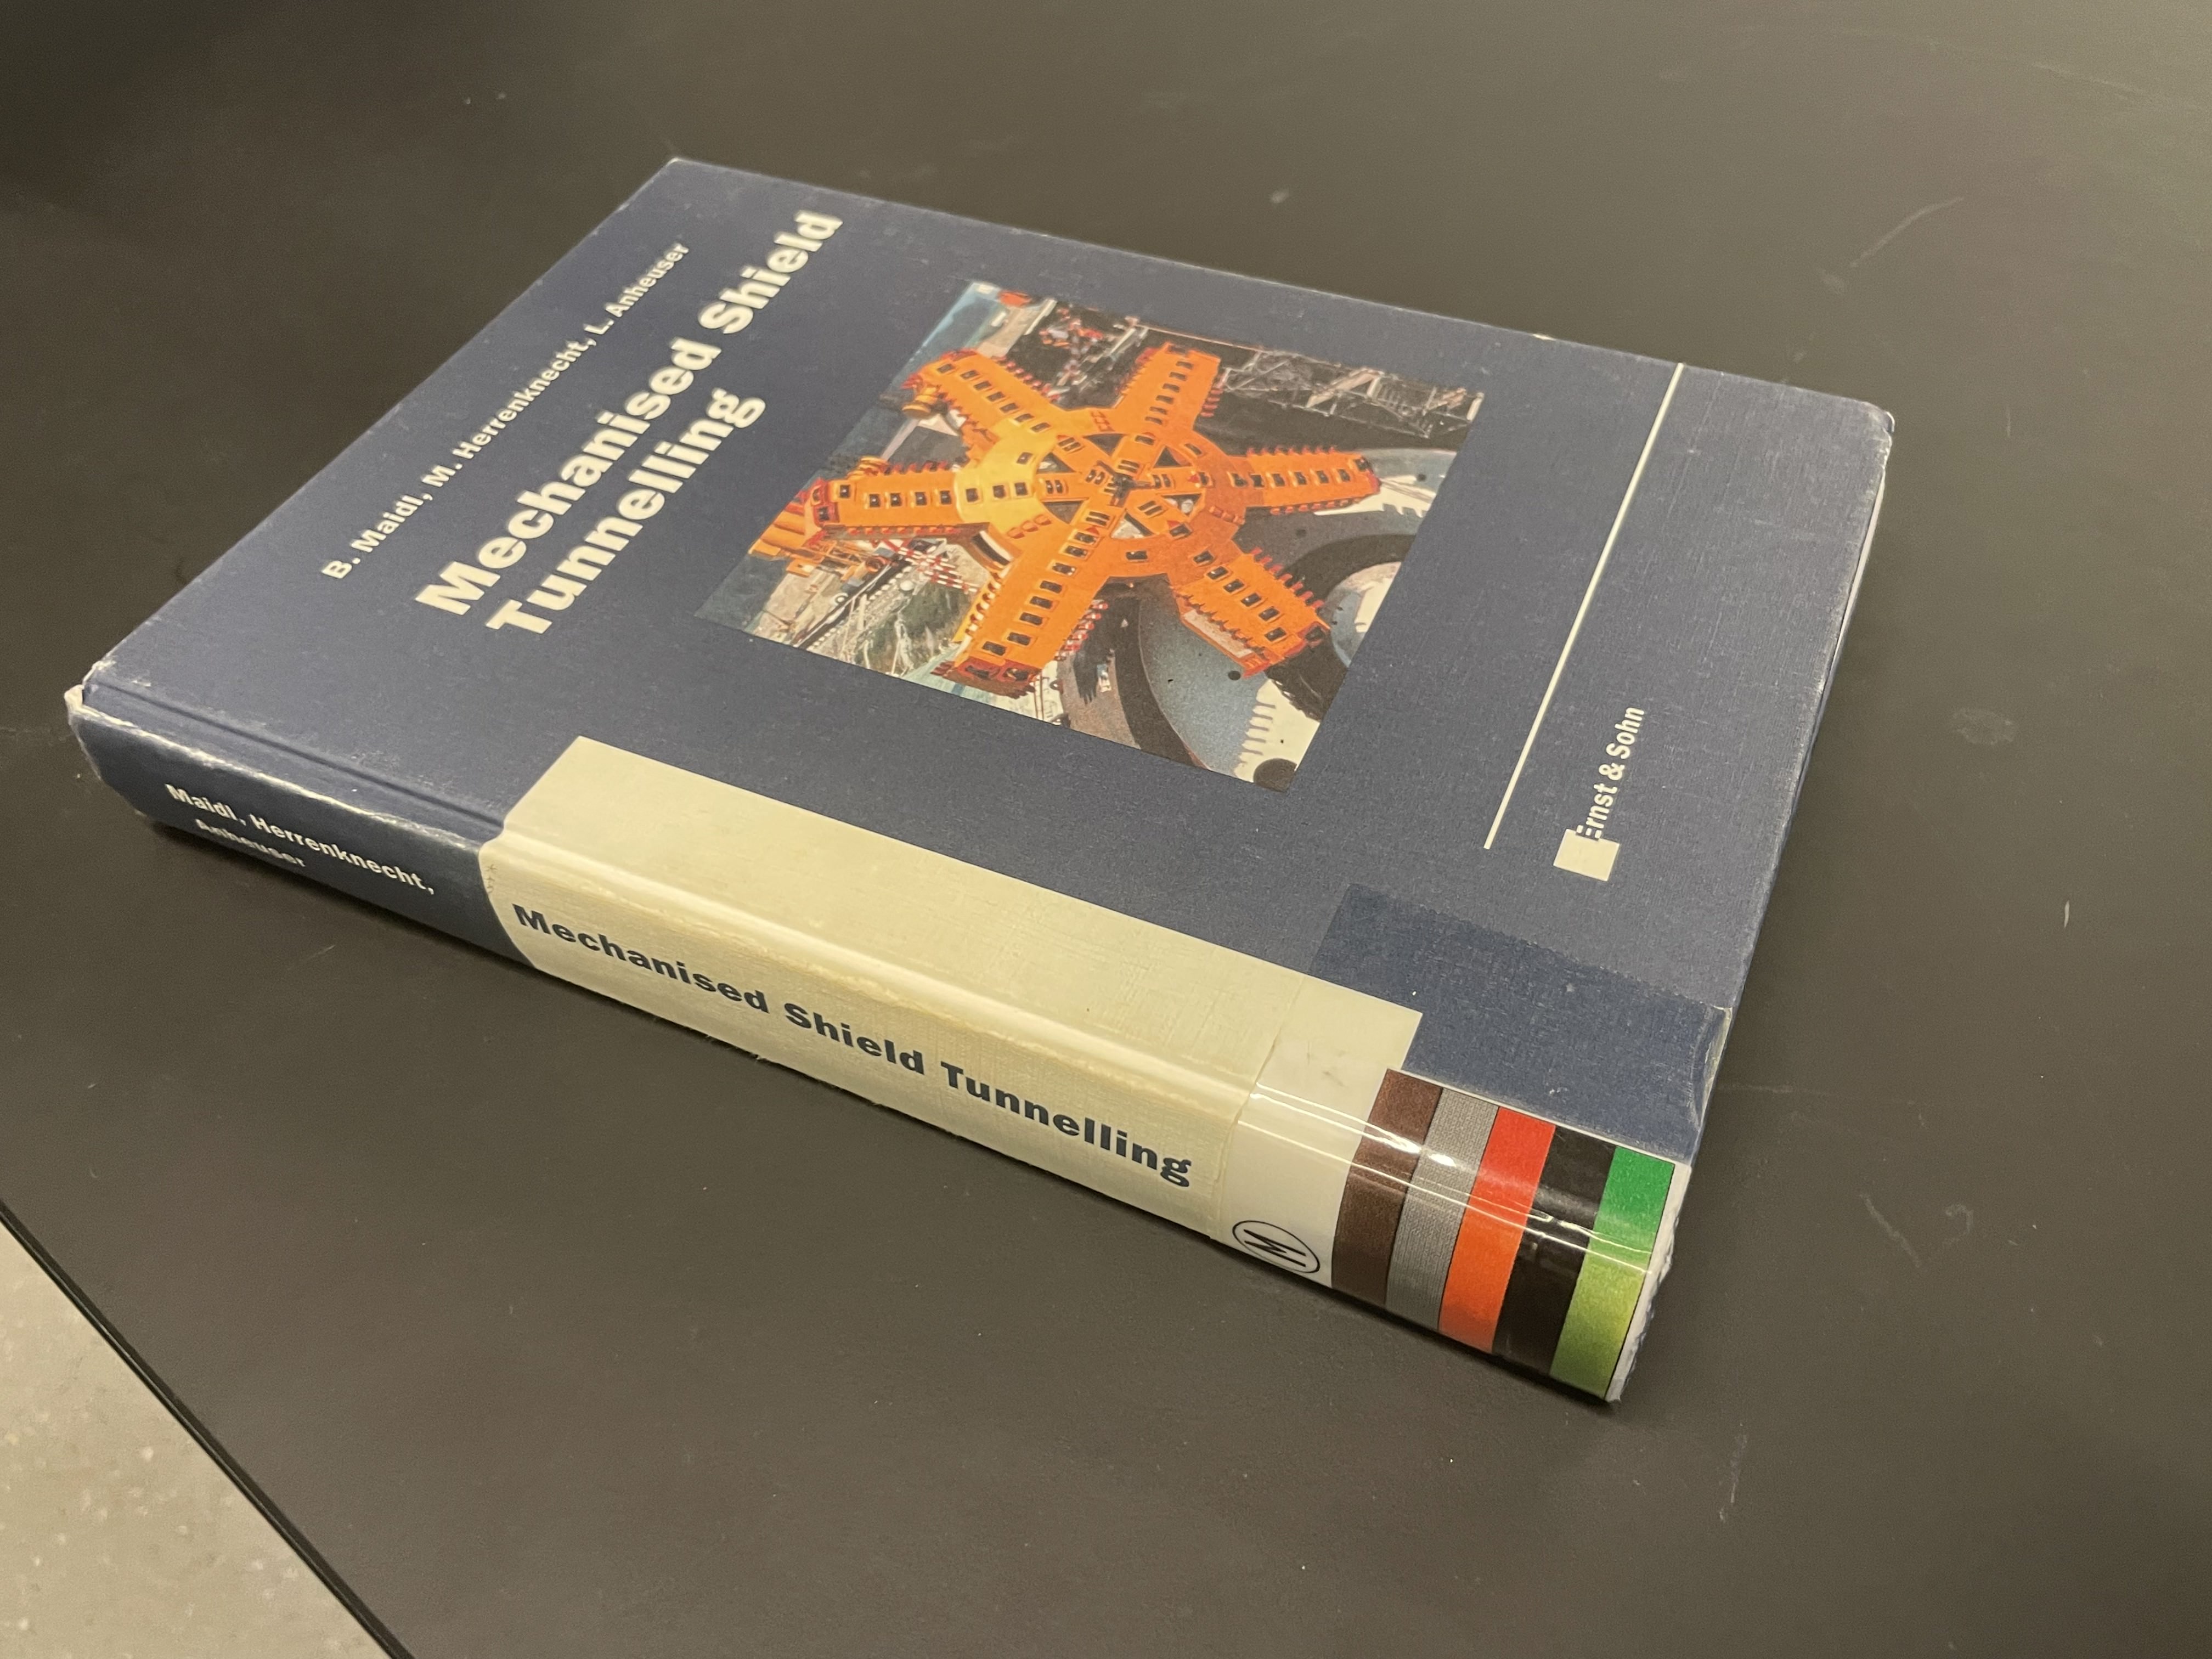 B. Maidl, M. Herrenknecht, L. Anheuser
Mechanised Shield
Tunnelling
Ernst & Sohn
Maidl, Herrenknecht,
Anheuser
Mechanised Shield Tunnelling
M